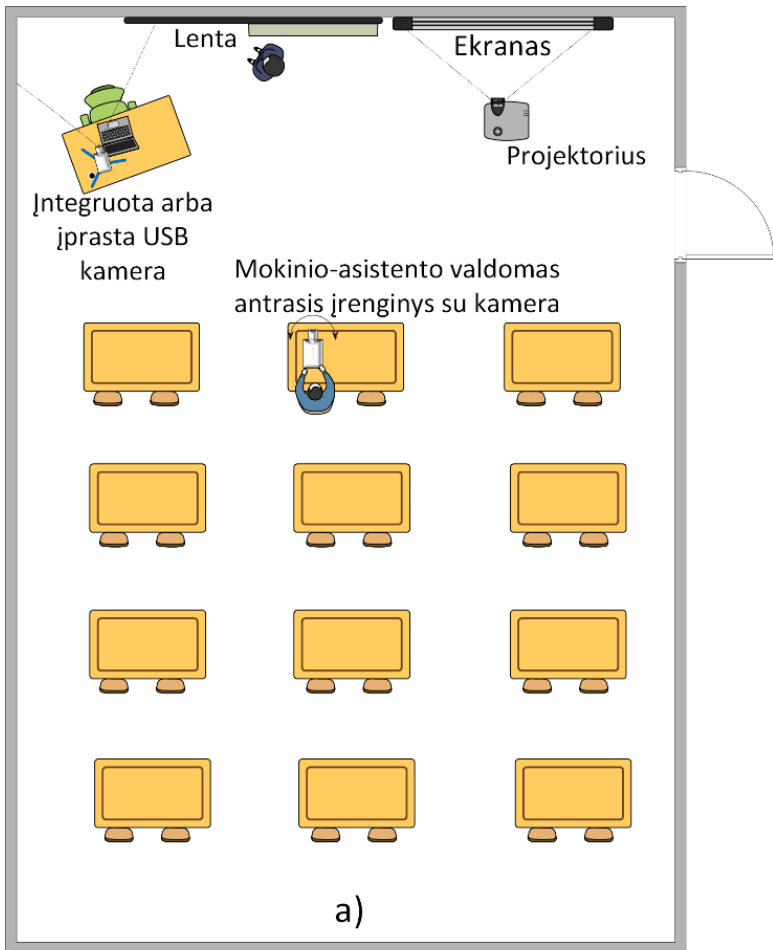 Lenta
Ekranas
Projektorius
Įntegruota arba
įprasta USB
kamera
Mokinio-asistento valdomas
antrasis įrenginys su kamera
a)